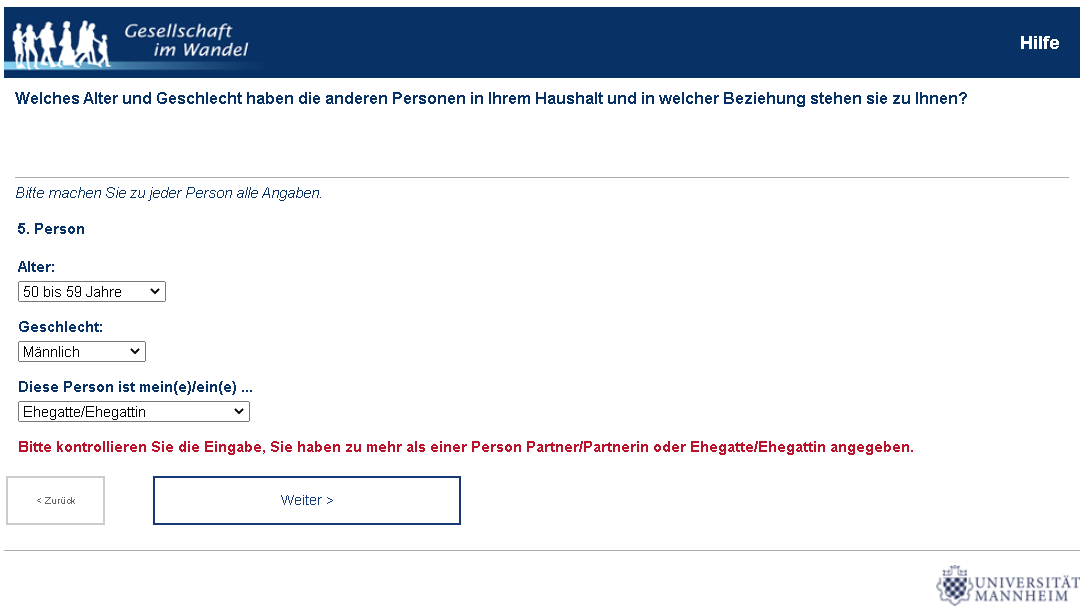 Gesellschaft
im Wandel
Hilfe
Welches Alter und Geschlecht haben die anderen Personen in Ihrem Haushalt und in welcher Beziehung stehen sie zu Ihnen?
Bitte machen Sie zu jeder Person alle Angaben.
5. Person
Alter:
50 bis 59 Jahre
Geschlecht:
Männlich
Diese Person ist mein(e)/ein(e) ...
Ehegatte/Ehegattin
Bitte kontrollieren Sie die Eingabe, Sie haben zu mehr als einer Person Partner/Partnerin oder Ehegatte/Ehegattin angegeben.
< Zurück
Weiter >
UNIVERSITÄT
MANNHEIM